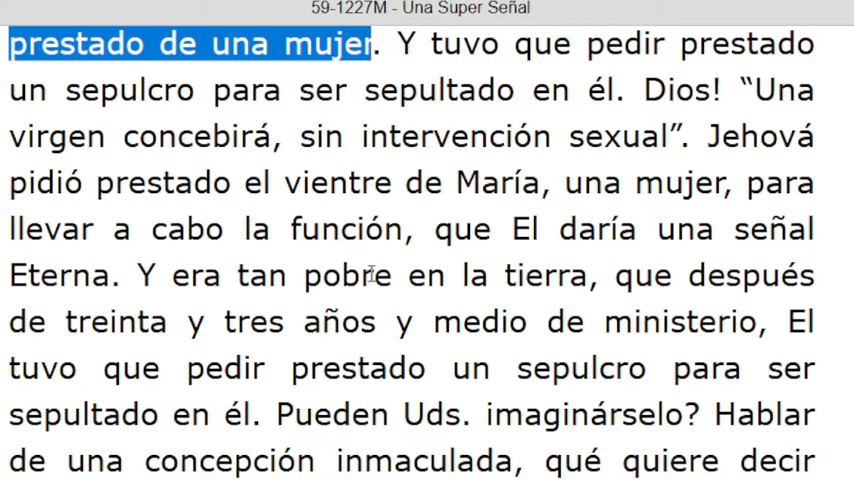 59-1227M - Una Super Señal
prestado de una mujer. Y tuvo que pedir prestado
un sepulcro para ser sepultado en él. Dios! “Una
virgen concebirá, sin intervención sexual”. Jehová
pidió prestado el vientre de María, una mujer, para
llevar a cabo la función, que El daría una señal
Eterna. Y era tan pobre en la tierra, que después
de treinta y tres años y medio de ministerio, El
tuvo que pedir prestado un sepulcro para ser
sepultado en él. Pueden Uds. imaginárselo? Hablar
de una concepción inmaculada, qué quiere decir